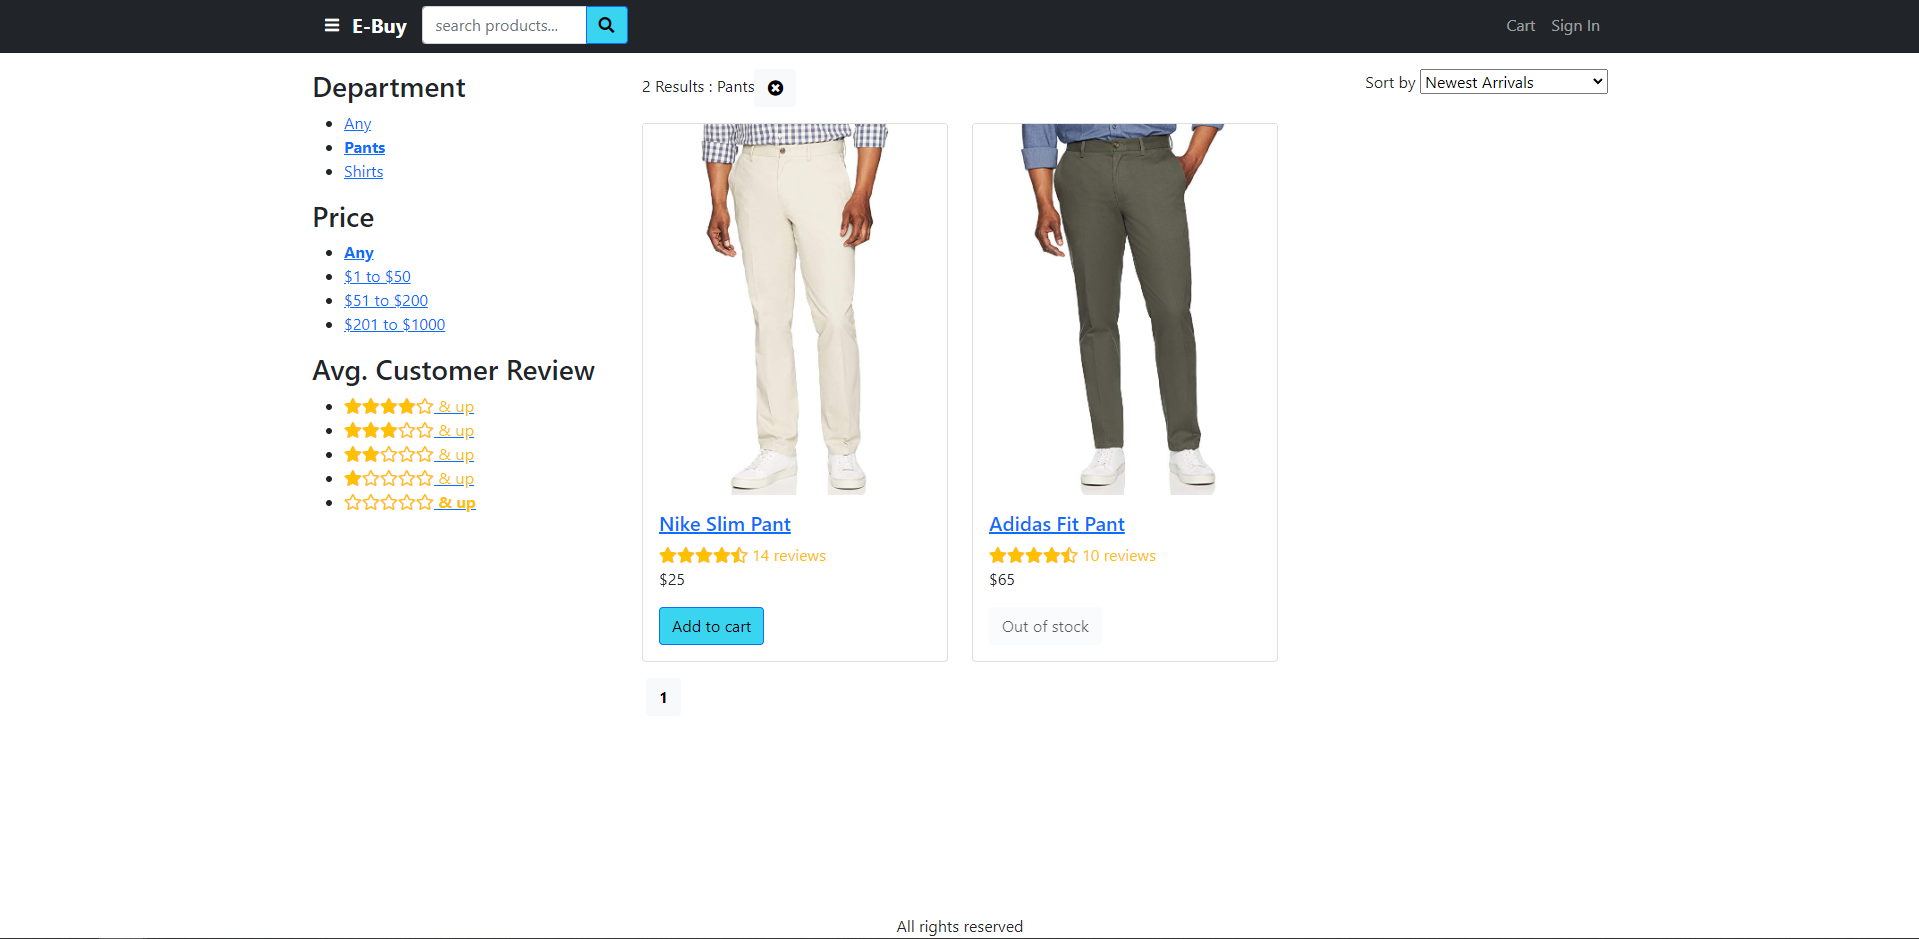 E-Buy
search products...
Cart
Sign In
Department
Any
Pants
Shirts
Price
Any
$1 to $50
$51 to $200
$201 to $1000
Avg. Customer Review
& up
& up
& up
& up
& up
2 Results : Pants
Sort by Newest Arrivals
Nike Slim Pant
14 reviews
$25
Add to cart
Adidas Fit Pant
10 reviews
$65
Out of stock
1
All rights reserved